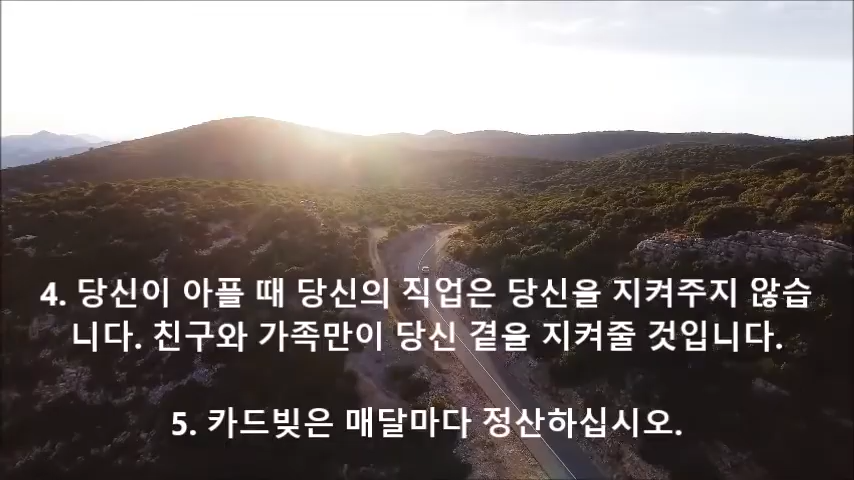 4. 당신이 아플 때 당신의 직업은 당신을 지켜주지 않습
니다. 친구와 가족만이 당신 곁을 지켜줄 것입니다.
5. 카드빚은 매달마다 정산하십시오.